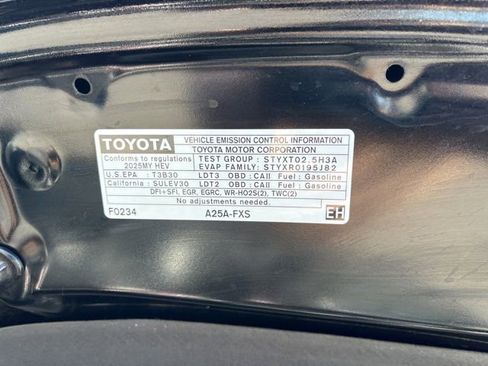 TOYOTA
VEHICLE EMISSION CONTROL INFORMATION
TOYOTA MOTOR CORPORATION
Conforms to regulations
2025MY HEV
TEST GROUP : STYXT02.5H3A
EVAP FAMILY: STYXR0195J82
U.S.EPA : T3B30 LDT3 OBD : CAII Fuel : Gasoline
California : SULEV30 LDT2 OBD : CAII Fuel : Gasoline
DFI+SFI, EGR, EGRC, WR-HO2S(2), TWC(2)
No adjustments needed.
F0234 A25A-FXS EH